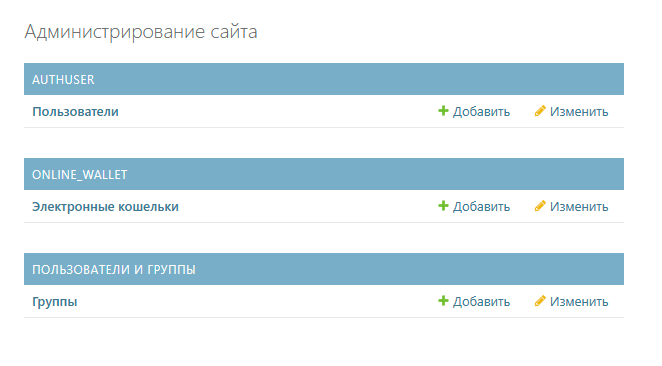 Администрирование сайта
AUTHUSER
Пользователи Добавить Изменить
ONLINE_WALLET
Электронные кошельки Добавить Изменить
ПОЛЬЗОВАТЕЛИ И ГРУППЫ
Группы Добавить Изменить